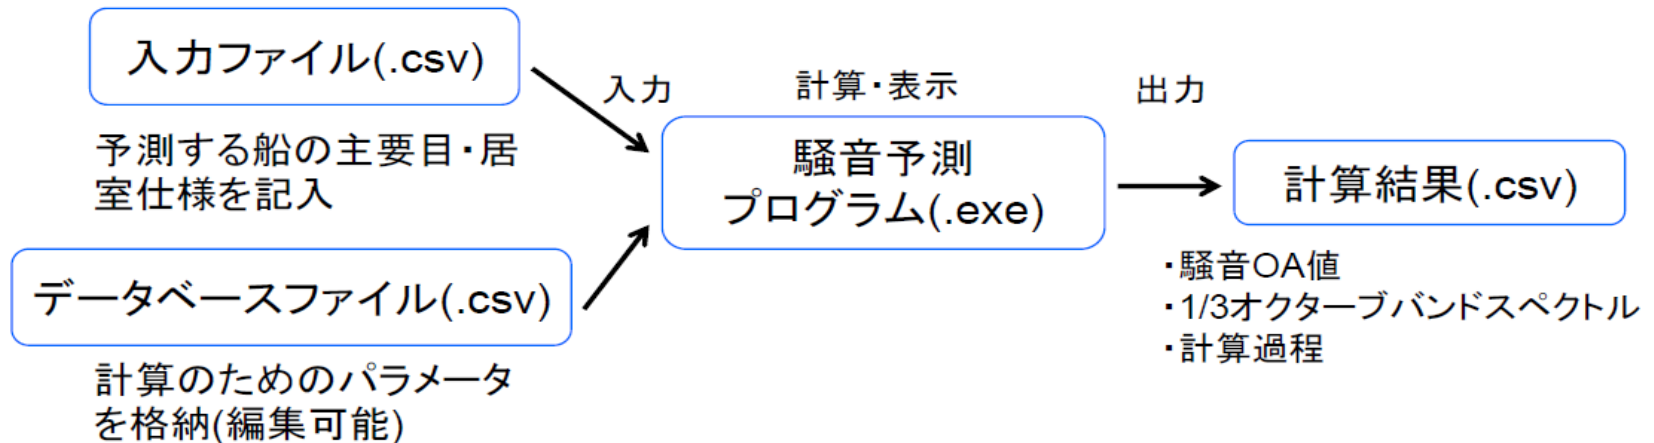 入力ファイル(.csv)
予測する船の主要目・居
室仕様を記入
データベースファイル(.csv)
計算のためのパラメータ
を格納(編集可能)
入力
計算・表示
騒音予測
プログラム(.exe)
出力
計算結果(.csv)
・騒音OA値
・1/3オクターブバンドスペクトル
・計算過程